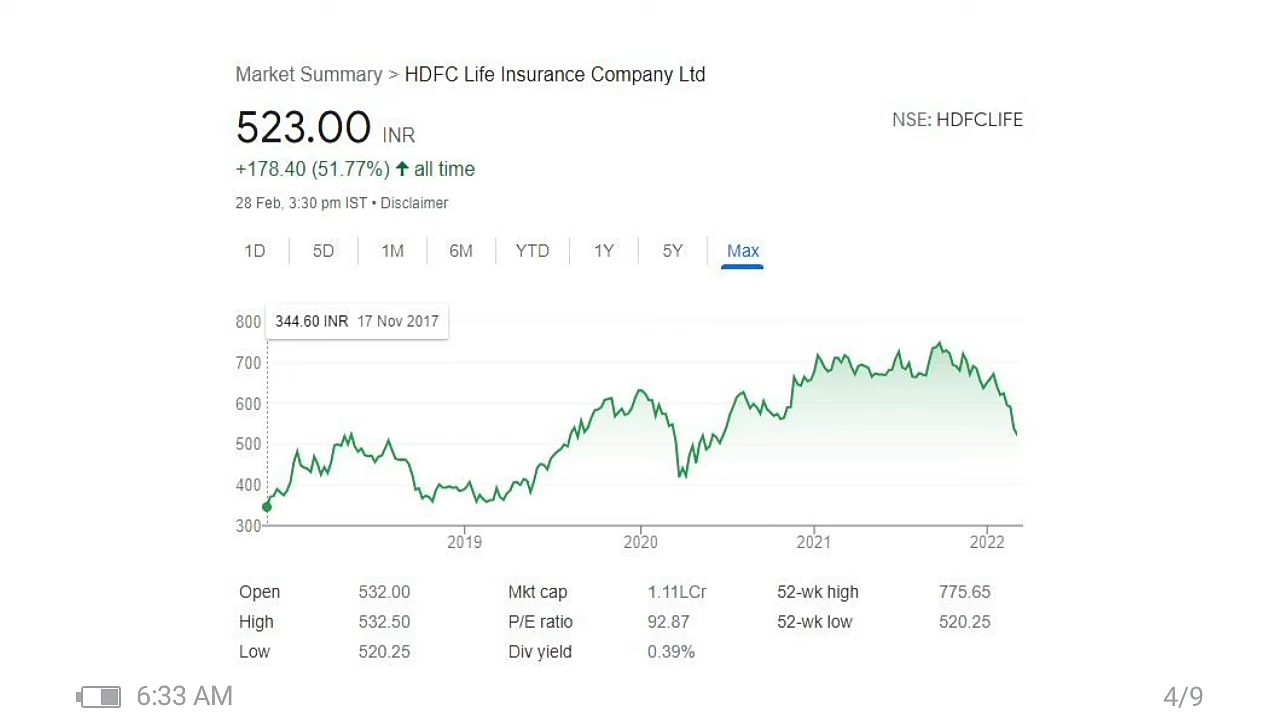 Market Summary > HDFC Life Insurance Company Ltd
523.00 INR
NSE: HDFCLIFE
+178.40 (51.77%) ↑ all time
28 Feb, 3:30 pm IST • Disclaimer
1D 5D 1M 6M YTD 1Y 5Y Max
800
344.60 INR 17 Nov 2017
700
600
500
400
300
2019 2020 2021 2022
Open 532.00 Mkt cap 1.11LCr 52-wk high 775.65
High 532.50 P/E ratio 92.87 52-wk low 520.25
Low 520.25 Div yield 0.39%
6:33 AM 4/9